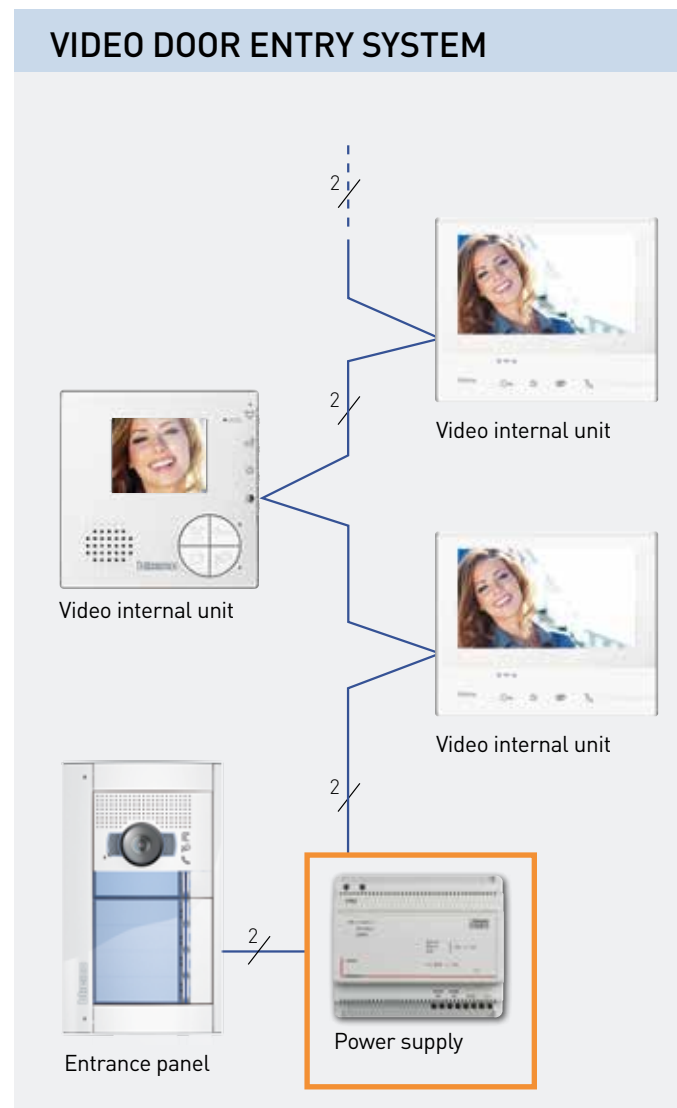 VIDEO DOOR ENTRY SYSTEM
2
Video internal unit
2
Video internal unit
Video internal unit
2
2
Power supply
Entrance panel